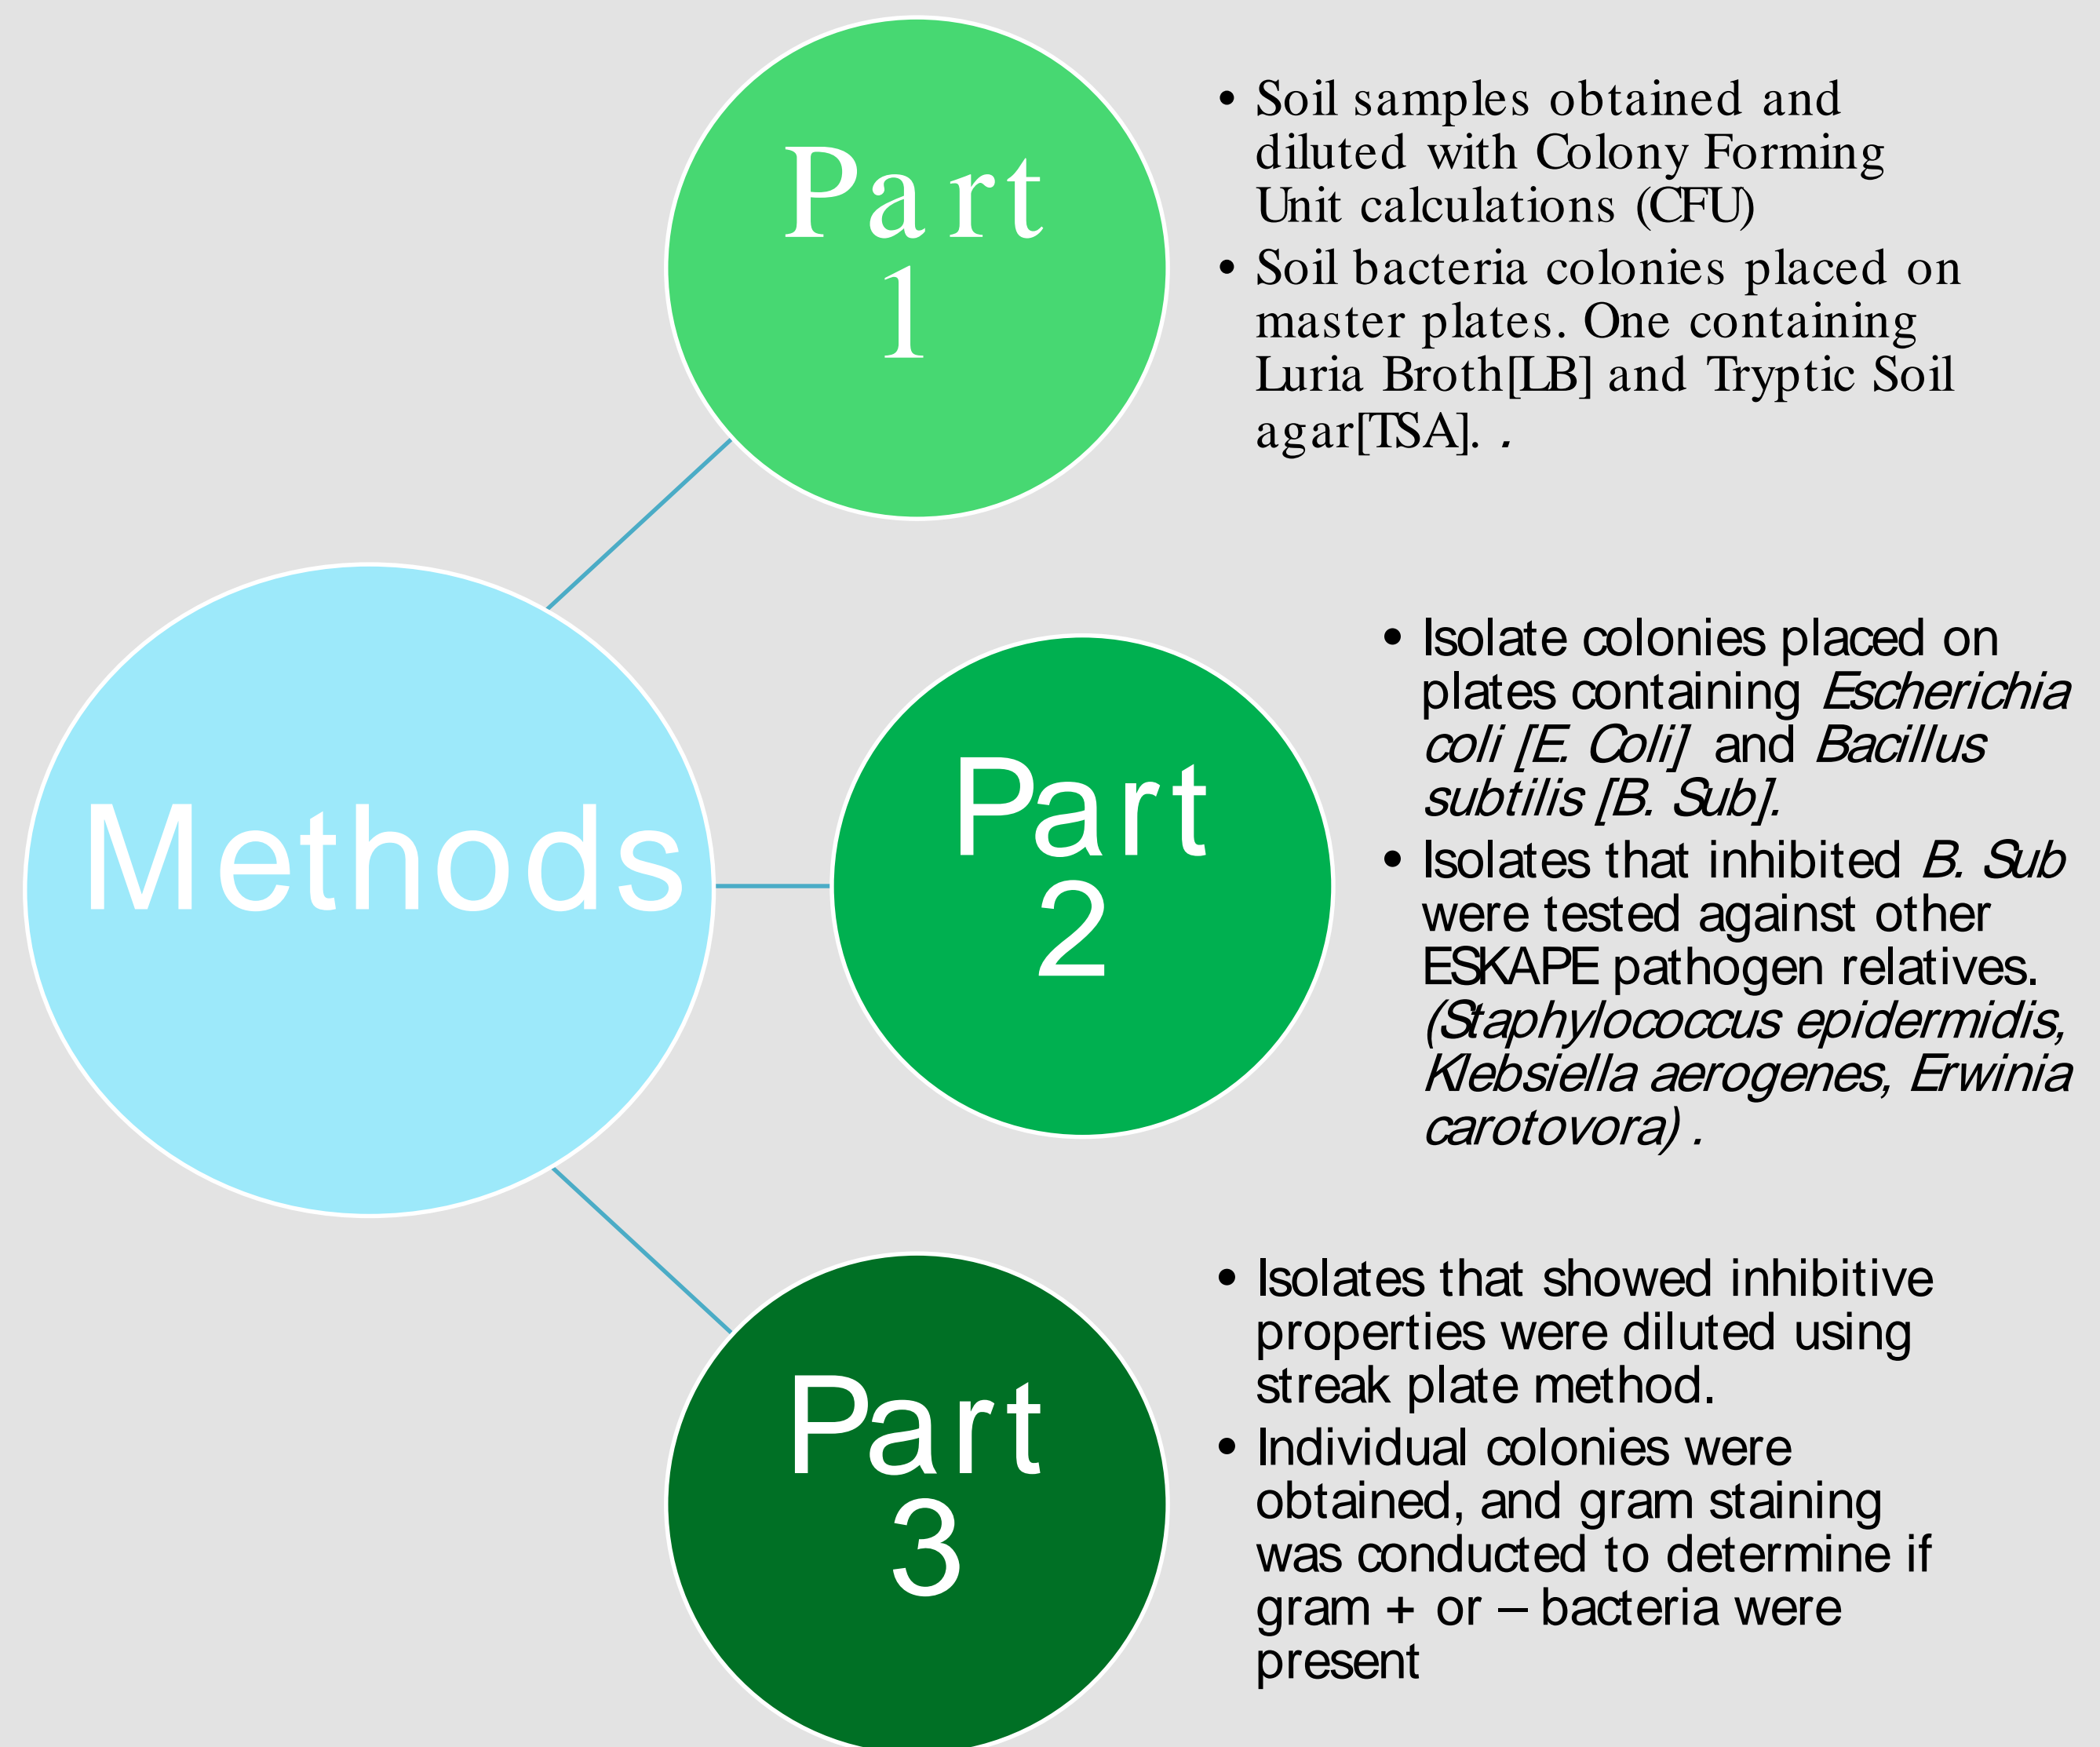 Methods
Part
1
• Soil samples obtained and
diluted with Colony Forming
Unit calculations (CFU)
• Soil bacteria colonies placed on
master plates. One containing
Luria Broth[LB] and Tryptic Soil
agar[TSA]. .
Part
2
• Isolate colonies placed on
plates containing Escherichia
coli [E Coli] and Bacillus
subtilis [B. Sub].
• Isolates that inhibited B. Sub
were tested against other
ESKAPE pathogen relatives.
(Staphylococcus epidermidis,
Klebsiella aerogenes, Erwinia
carotovora) .
Part
3
• Isolates that showed inhibitive
properties were diluted using
streak plate method.
• Individual colonies were
obtained, and gram staining
was conducted to determine if
gram + or – bacteria were
present